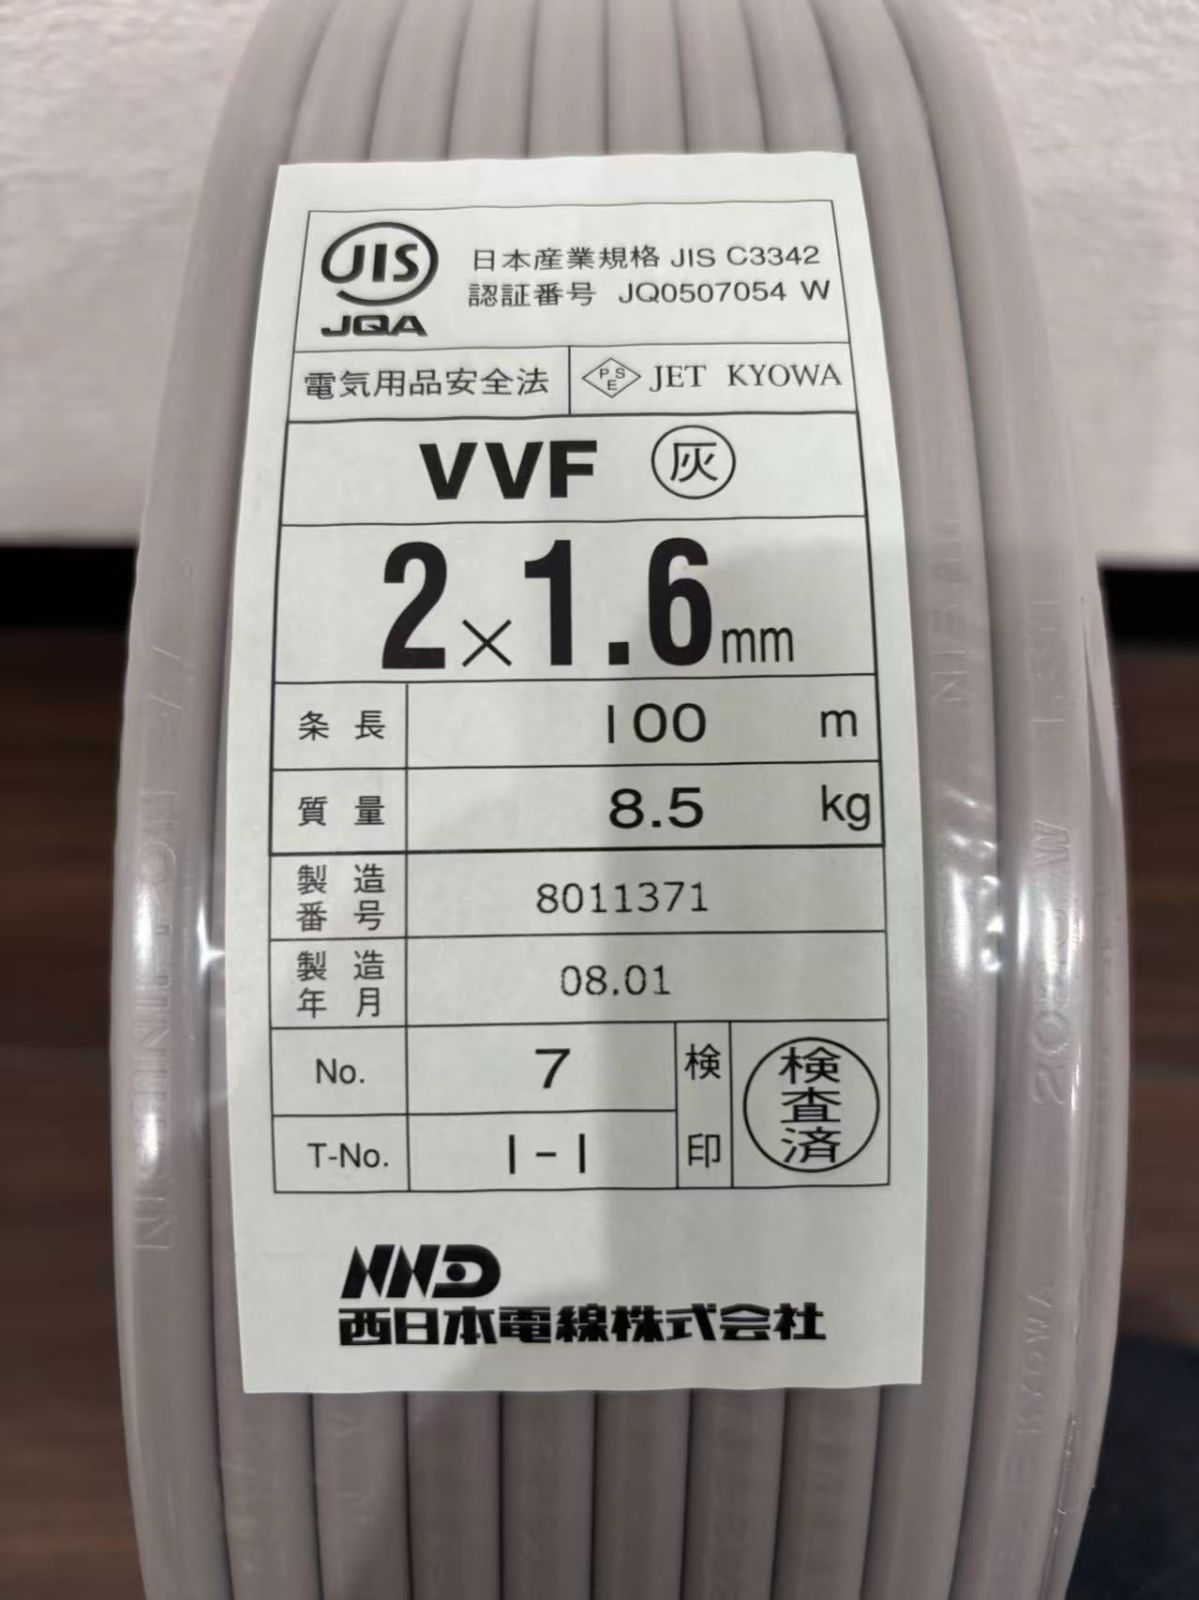 JIS
JQA
日本産業規格 JIS C3342
認証番号 JQ0507054 W
電気用品安全法
PSE JET KYOWA
VVF 灰
2×1.6mm
条長 100 m
質量 8.5 kg
製造番号 8011371
製造年月 08.01
No. 7
検印
検査済
T-No. 1-1
西日本電線株式会社
NISHINIPPON
KYOWA